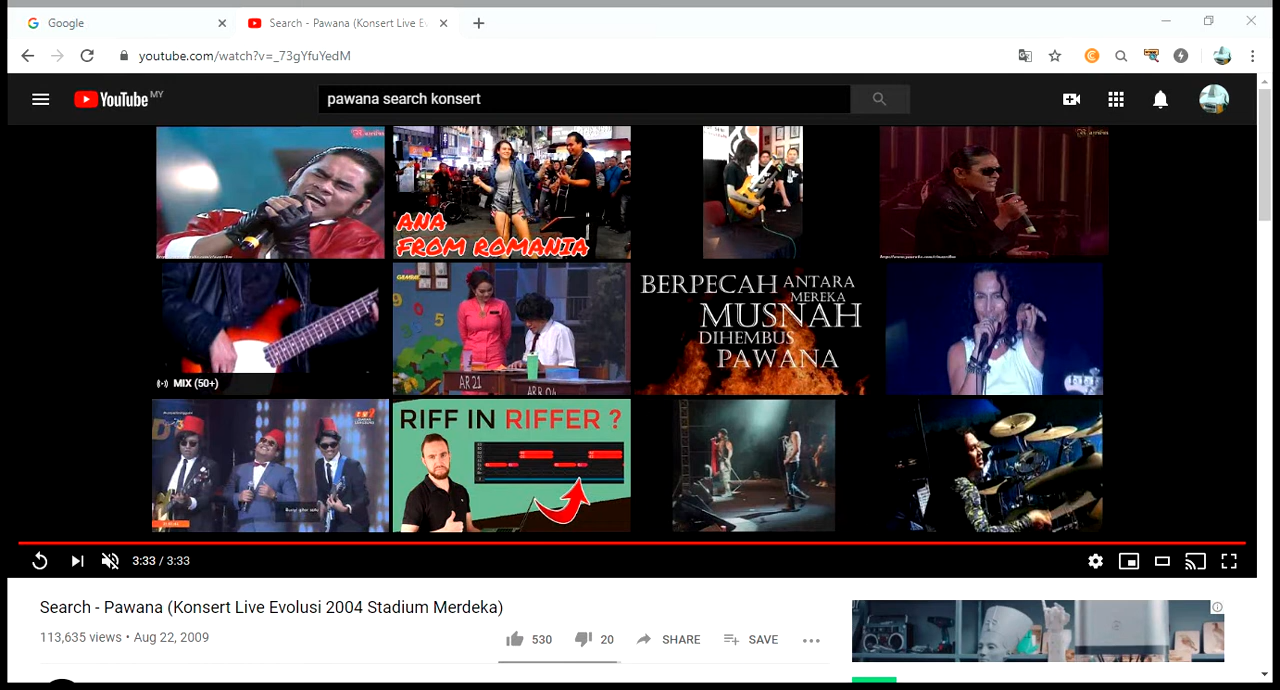 Google
Search - Pawana (Konsert Live Ev
youtube.com/watch?v=_73gYfuYedM
YouTube MY
pawana search konsert
ANA
FROM ROMANIA
MIX (50+)
AR 21
BERPECAH ANTARA
MEREKA
MUSNAH
DIHEMBUS
PAWANA
RIFF IN RIFFER ?
3:33 / 3:33
Search - Pawana (Konsert Live Evolusi 2004 Stadium Merdeka)
113,635 views • Aug 22, 2009
530
20
SHARE
SAVE